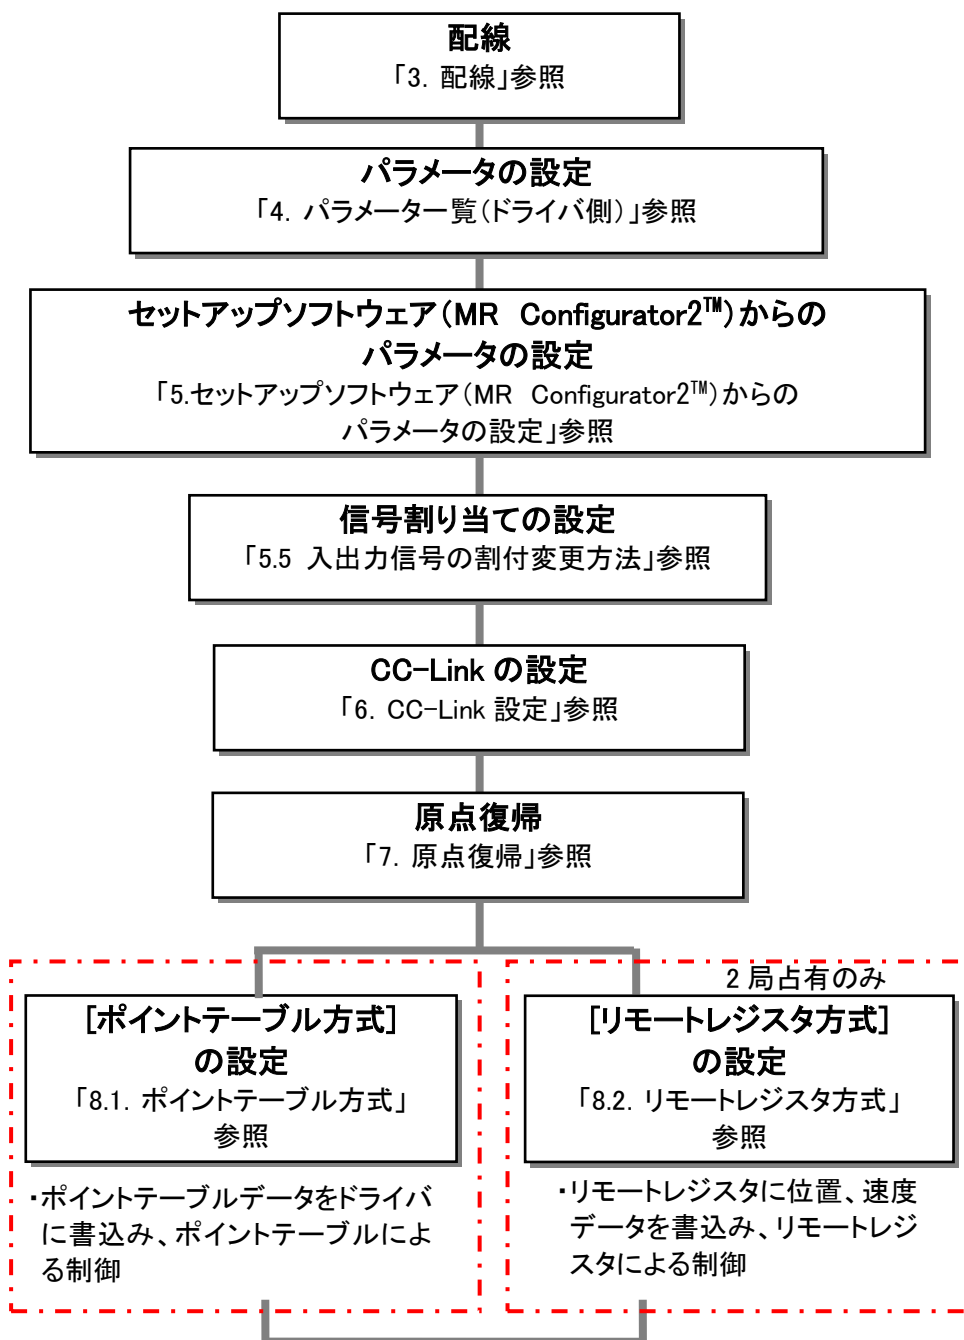 配線
「3. 配線」参照
パラメータの設定
「4. パラメータ一覧(ドライバ側)」参照
セットアップソフトウェア(MR Configurator2™)からの
パラメータの設定
「5.セットアップソフトウェア(MR Configurator2™)からの
パラメータの設定」参照
信号割り当ての設定
「5.5 入出力信号の割付変更方法」参照
CC-Link の設定
「6. CC-Link 設定」参照
原点復帰
「7. 原点復帰」参照
[ポイントテーブル方式]
の設定
「8.1. ポイントテーブル方式」
参照
・ポイントテーブルデータをドライバ
に書込み、ポイントテーブルによ
る制御
2 局占有のみ
[リモートレジスタ方式]
の設定
「8.2. リモートレジスタ方式」
参照
・リモートレジスタに位置、速度
データを書込み、リモートレジ
スタによる制御